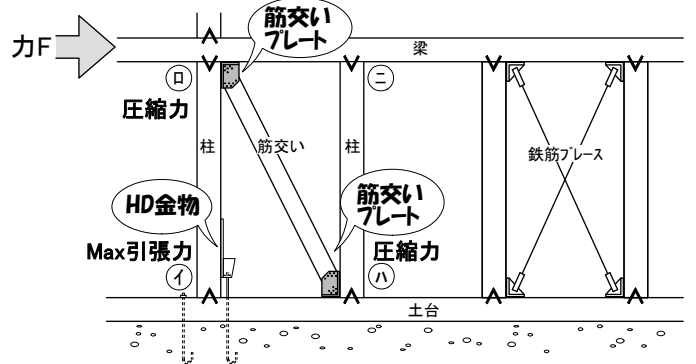 筋交い
プレート
力F
梁
ロ
ニ
圧縮力
柱
筋交い
柱
鉄筋ブレース
HD金物
筋交い
プレート
Max引張力
圧縮力
イ
ハ
土台